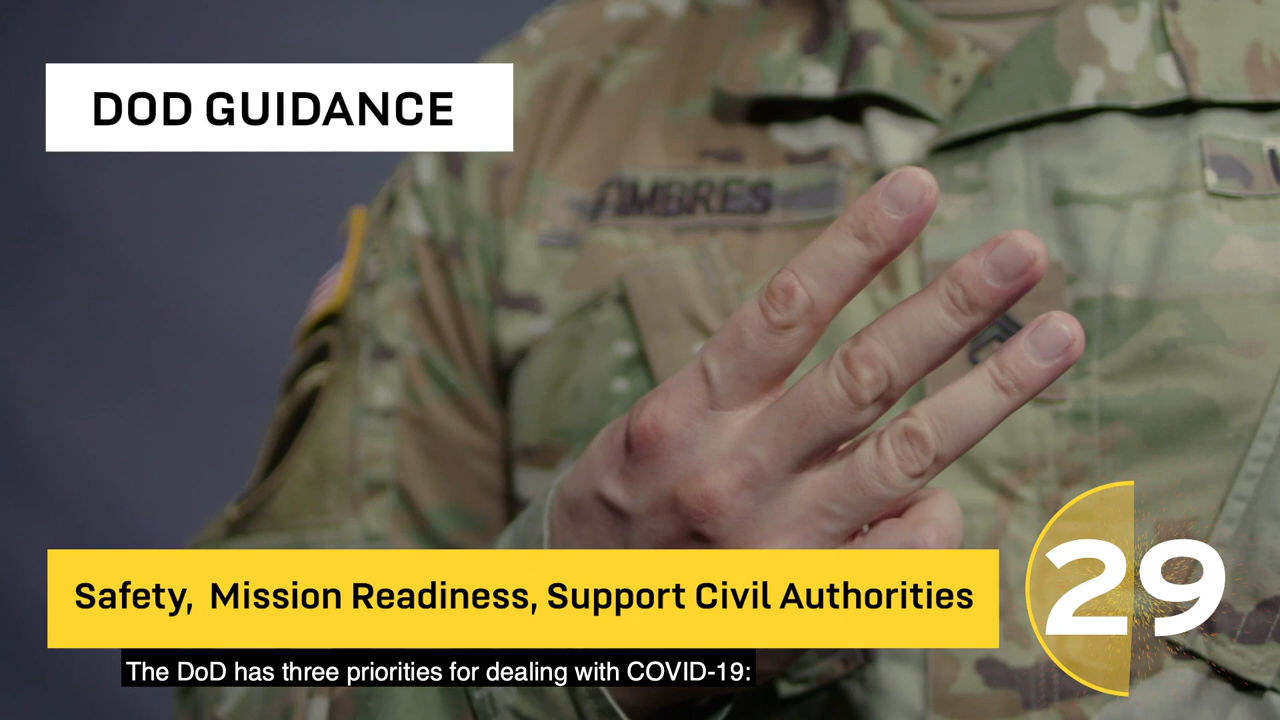 DOD GUIDANCE
Safety, Mission Readiness, Support Civil Authorities
29
The DoD has three priorities for dealing with COVID-19: